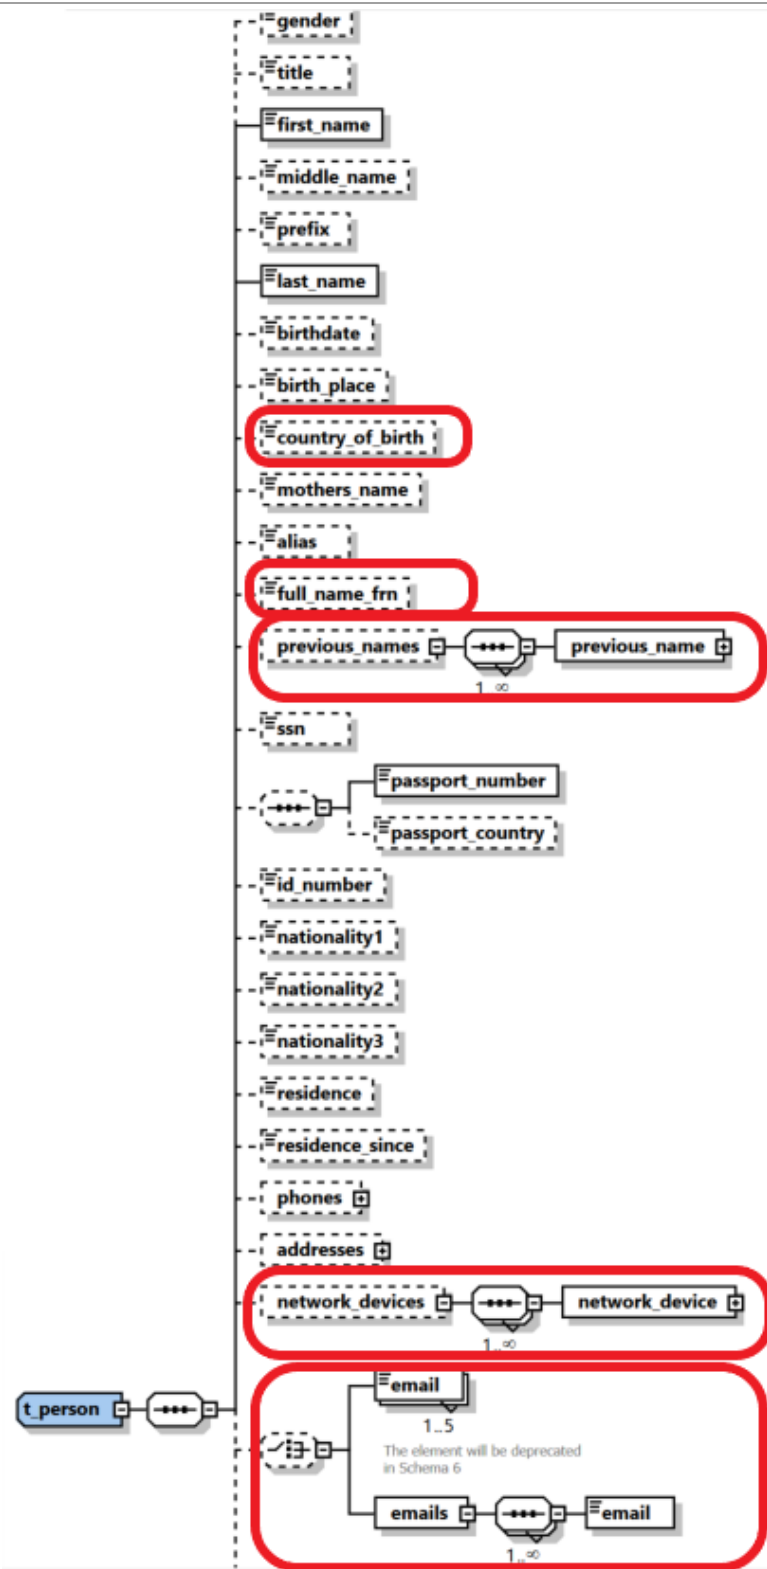 gender
title
first_name
middle_name
prefix
last_name
birthdate
birth_place
country_of_birth
mothers_name
alias
full_name_frn
previous_names previous_name
1..∞
ssn
passport_number
passport_country
id_number
nationality1
nationality2
nationality3
residence
residence_since
phones
addresses
network_devices network_device
1..∞
t_person
email
1..5
The element will be deprecated
in Schema 6
emails email
1..∞